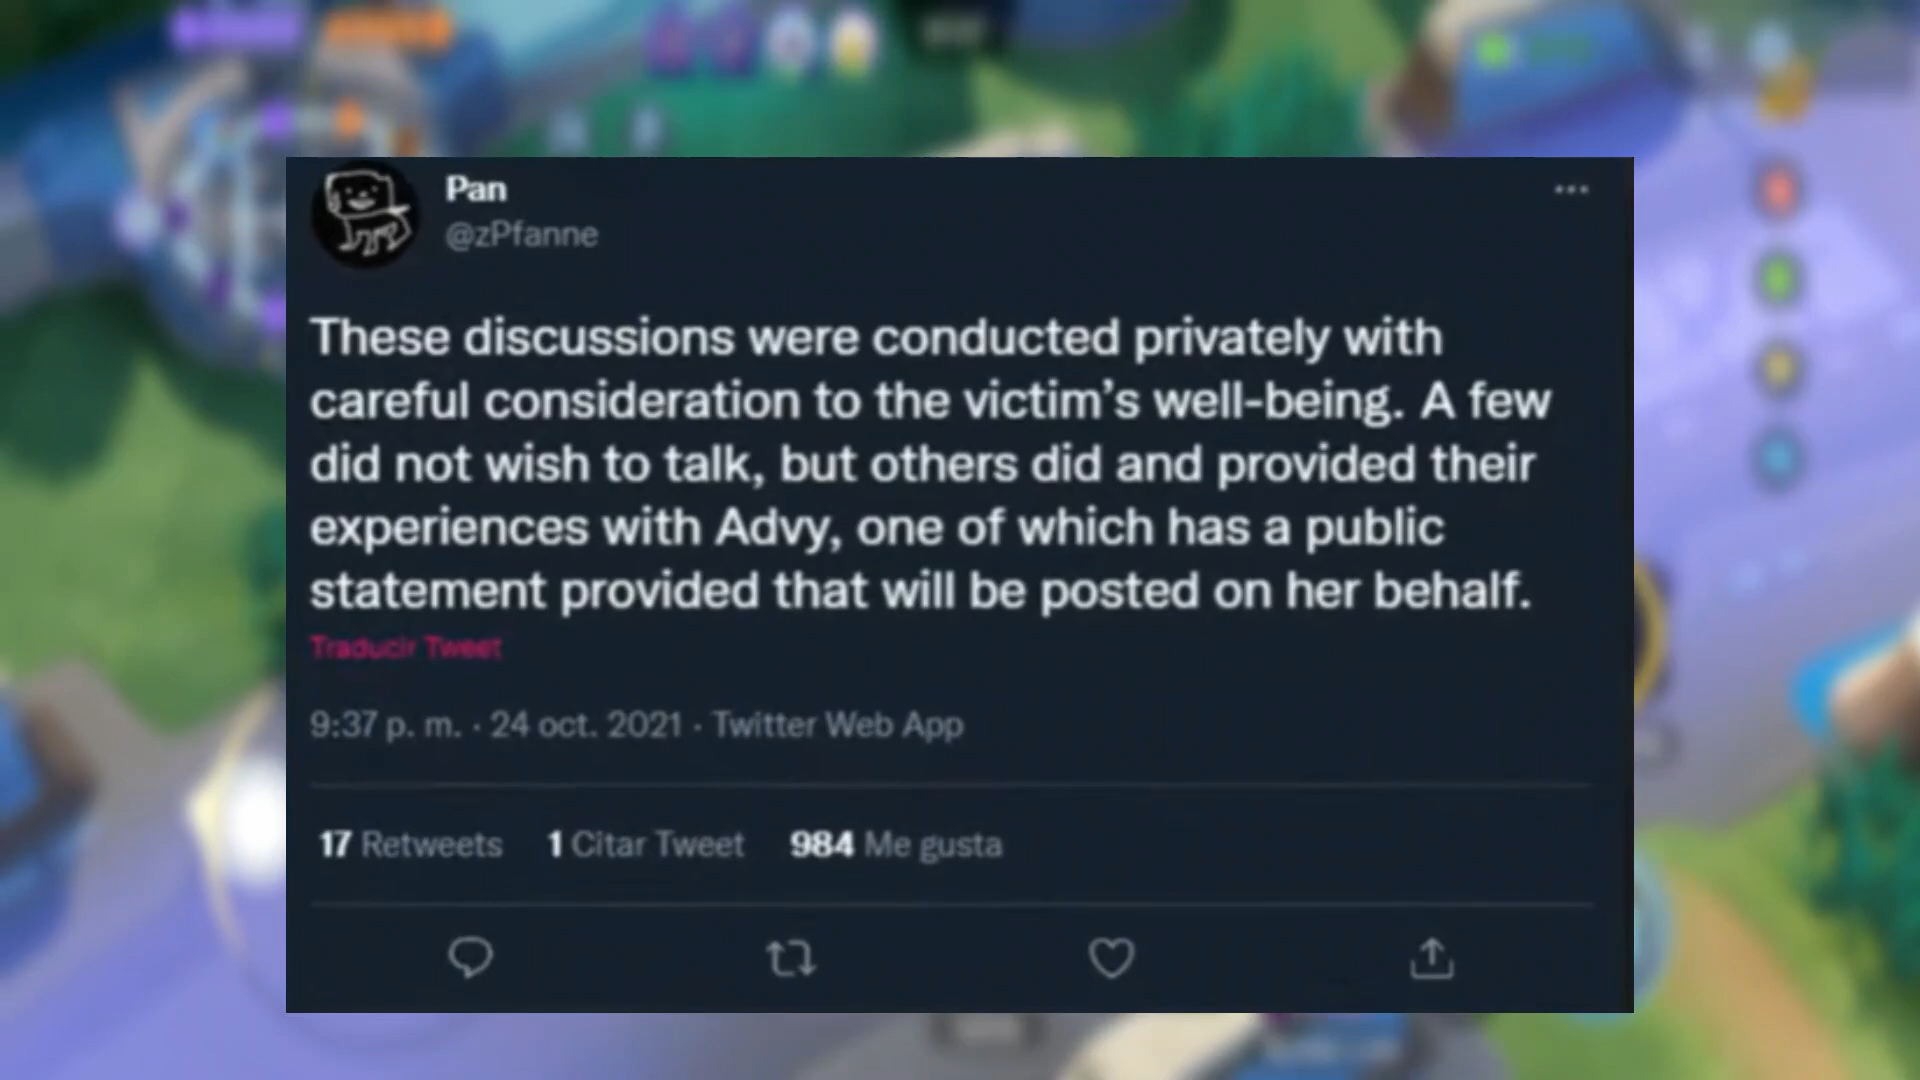 Pan
@zPfanne
These discussions were conducted privately with
careful consideration to the victim’s well-being. A few
did not wish to talk, but others did and provided their
experiences with Advy, one of which has a public
statement provided that will be posted on her behalf.
Traducir Tweet
9:37 p. m. · 24 oct. 2021 · Twitter Web App
17 Retweets 1 Citar Tweet 984 Me gusta